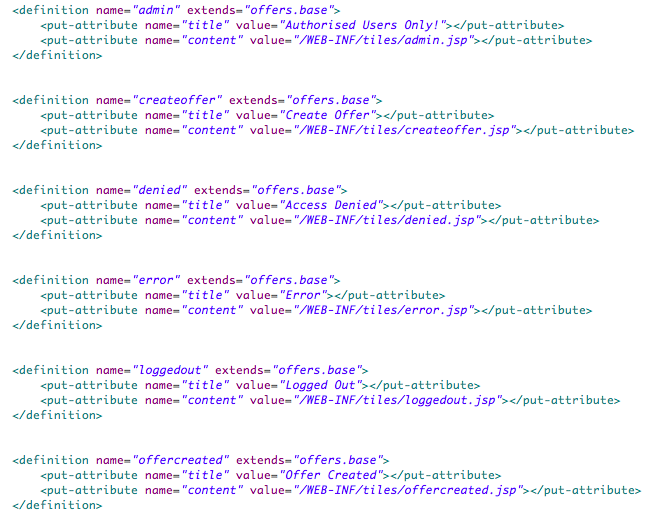 <definition name="admin" extends="offers.base">
<put-attribute name="title" value="Authorised Users Only!"></put-attribute>
<put-attribute name="content" value="/WEB-INF/tiles/admin.jsp"></put-attribute>
</definition>
<definition name="createoffer" extends="offers.base">
<put-attribute name="title" value="Create Offer"></put-attribute>
<put-attribute name="content" value="/WEB-INF/tiles/createoffer.jsp"></put-attribute>
</definition>
<definition name="denied" extends="offers.base">
<put-attribute name="title" value="Access Denied"></put-attribute>
<put-attribute name="content" value="/WEB-INF/tiles/denied.jsp"></put-attribute>
</definition>
<definition name="error" extends="offers.base">
<put-attribute name="title" value="Error"></put-attribute>
<put-attribute name="content" value="/WEB-INF/tiles/error.jsp"></put-attribute>
</definition>
<definition name="loggedout" extends="offers.base">
<put-attribute name="title" value="Logged Out"></put-attribute>
<put-attribute name="content" value="/WEB-INF/tiles/loggedout.jsp"></put-attribute>
</definition>
<definition name="offercreated" extends="offers.base">
<put-attribute name="title" value="Offer Created"></put-attribute>
<put-attribute name="content" value="/WEB-INF/tiles/offercreated.jsp"></put-attribute>
</definition>